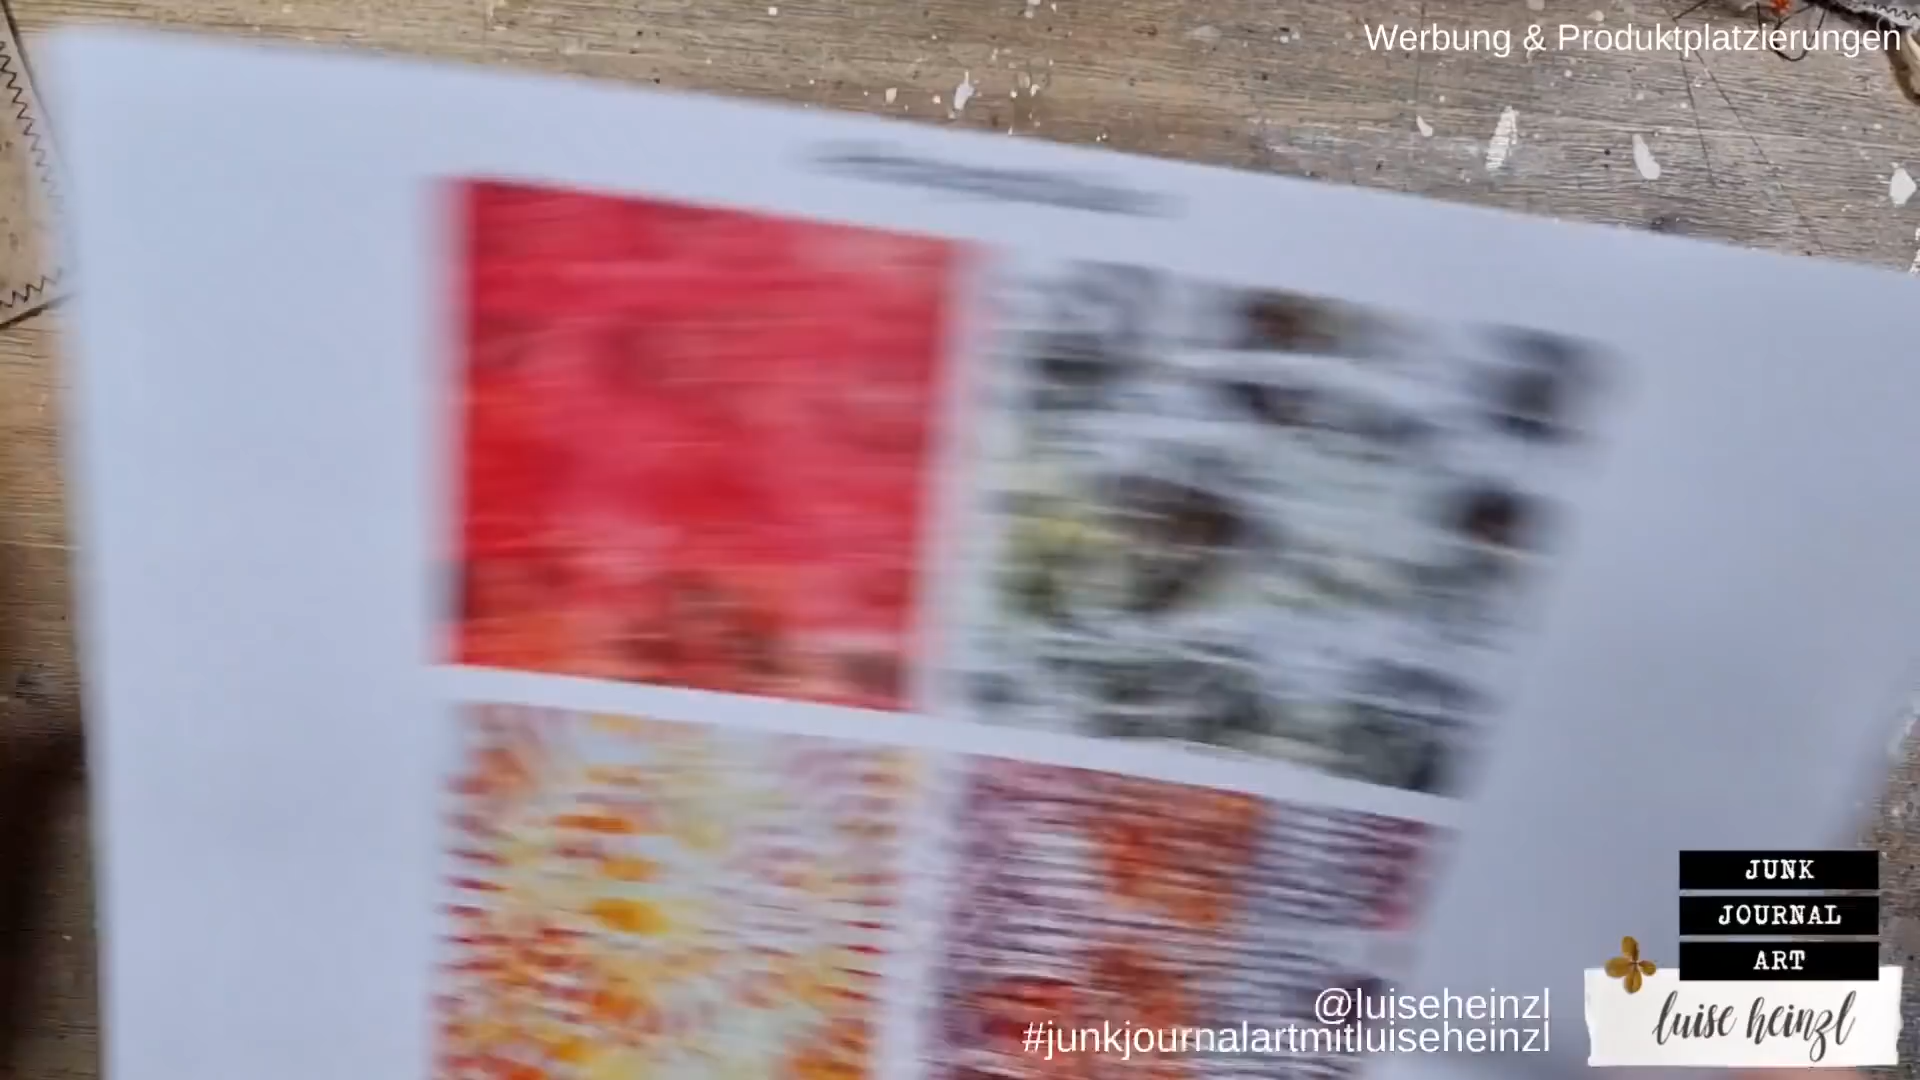 Werbung & Produktplatzierungen
JUNK
JOURNAL
ART
luise heinzl
@luiseheinzl
#junkjournalartmitluiseheinzl